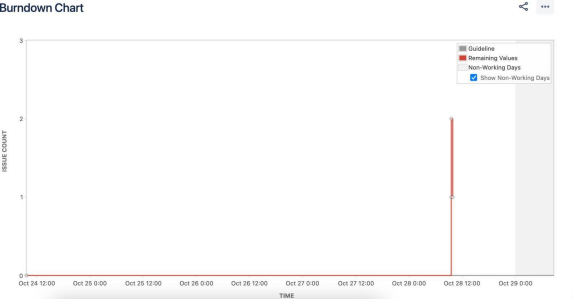 Burndown Chart
3
Guideline
Remaining Values
Non-Working Days
Show Non-Working Days
2
ISSUE COUNT
1
0
Oct 24 12:00 Oct 25 0:00 Oct 25 12:00 Oct 26 0:00 Oct 26 12:00 Oct 27 0:00 Oct 27 12:00 Oct 28 0:00 Oct 28 12:00 Oct 29 0:00
TIME